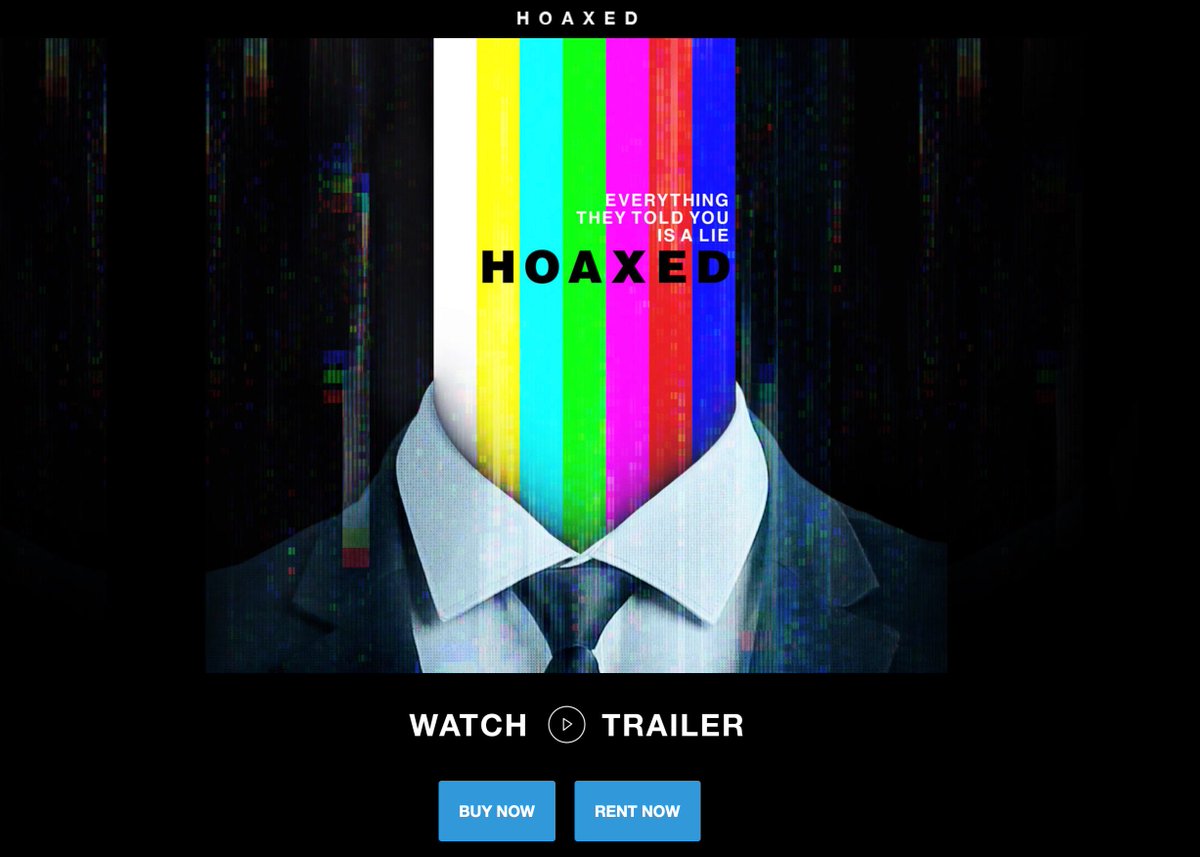 HOAXED
EVERYTHING
THEY TOLD YOU
IS A LIE
HOAXED
WATCH TRAILER
BUY NOW
RENT NOW